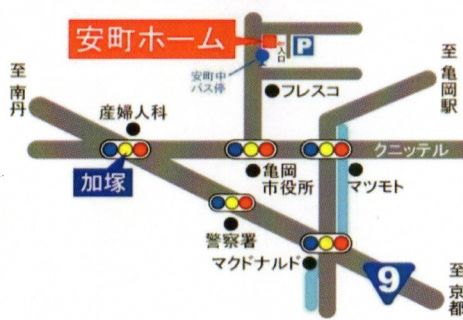 安町ホーム
入口
P
安町中
バス停
至亀岡駅
至南丹
フレスコ
産婦人科
クニッテル
加塚
亀岡
市役所
マツモト
警察署
マクドナルド
9
至京都